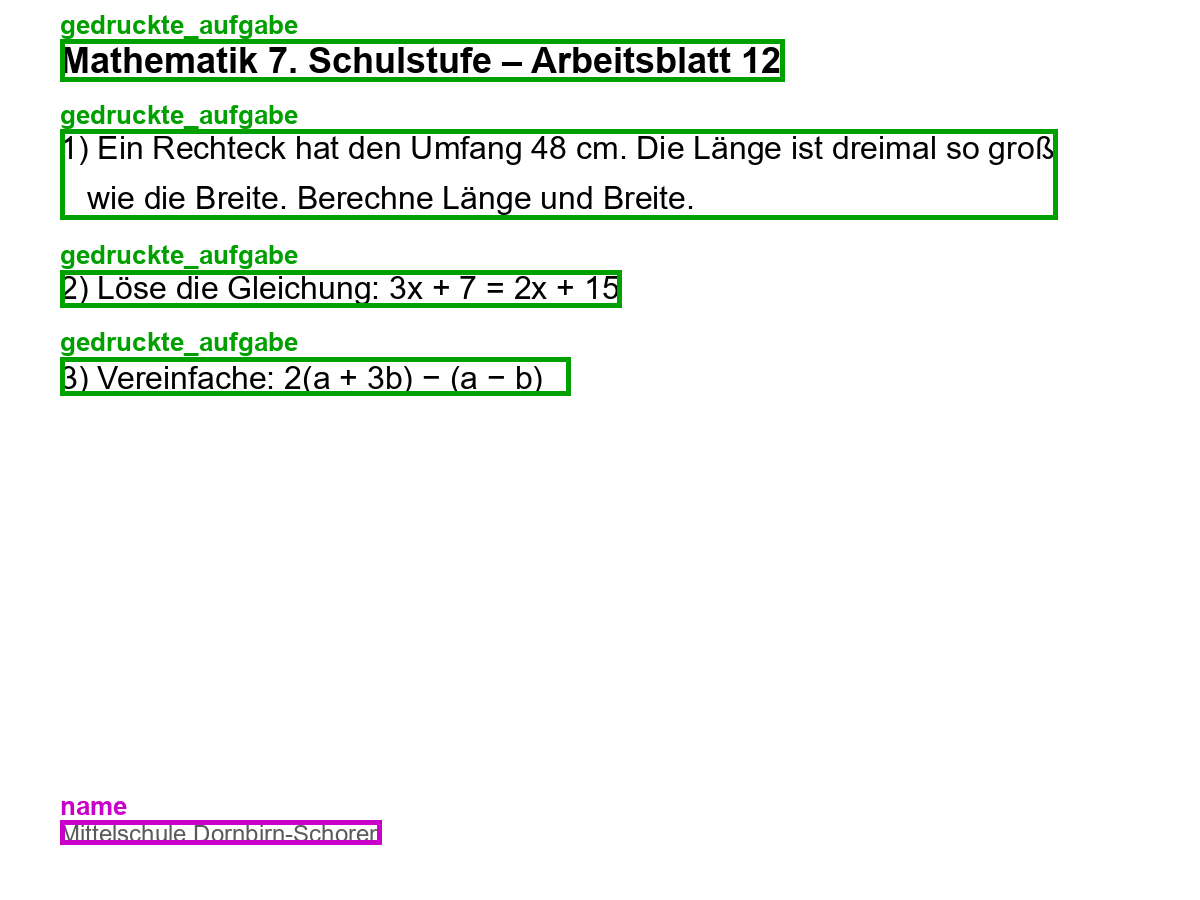 gedruckte_aufgabe
Mathematik 7. Schulstufe – Arbeitsblatt 12
gedruckte_aufgabe
1) Ein Rechteck hat den Umfang 48 cm. Die Länge ist dreimal so groß
wie die Breite. Berechne Länge und Breite.
gedruckte_aufgabe
2) Löse die Gleichung: 3x + 7 = 2x + 15
gedruckte_aufgabe
3) Vereinfache: 2(a + 3b) − (a − b)
name
Mittelschule Dornbirn-Schoren